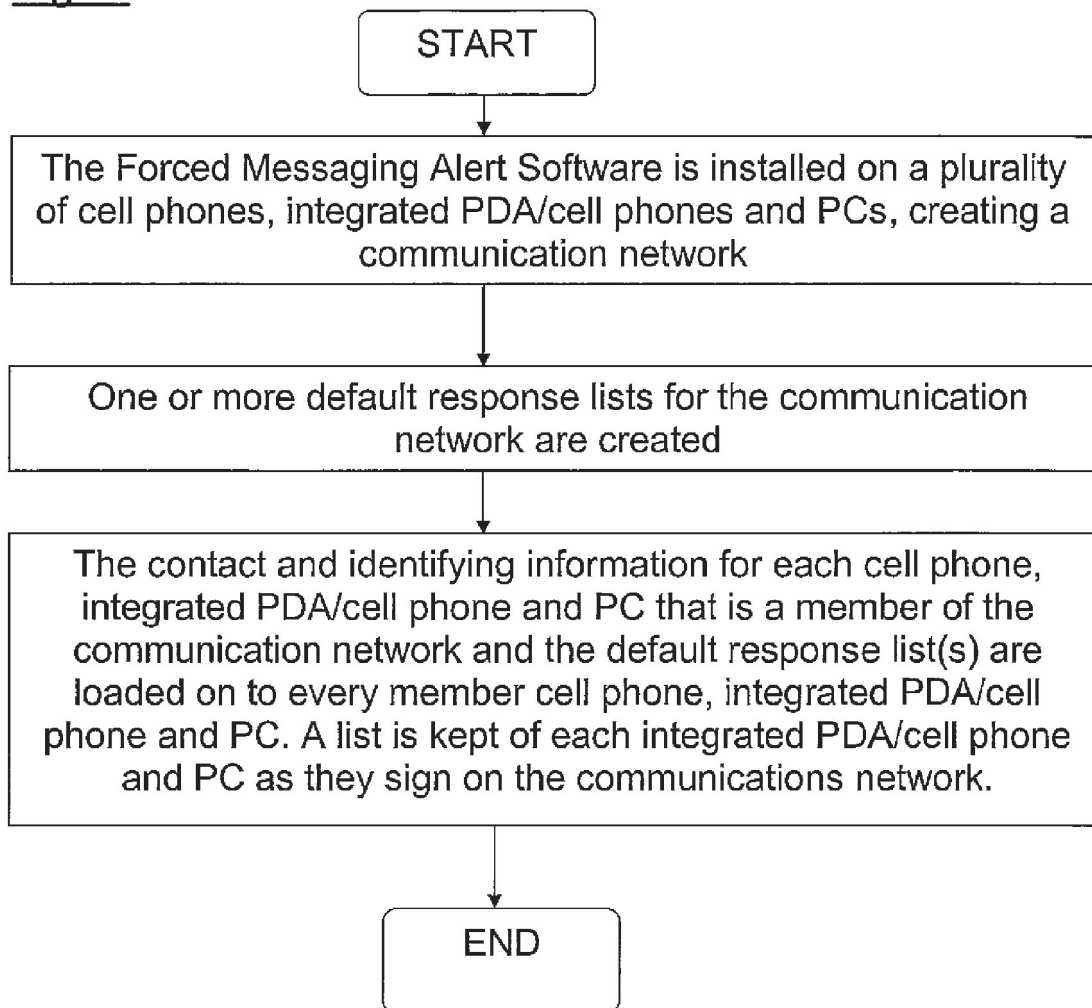 START
The Forced Messaging Alert Software is installed on a plurality
of cell phones, integrated PDA/cell phones and PCs, creating a
communication network
One or more default response lists for the communication
network are created
The contact and identifying information for each cell phone,
integrated PDA/cell phone and PC that is a member of the
communication network and the default response list(s) are
loaded on to every member cell phone, integrated PDA/cell
phone and PC. A list is kept of each integrated PDA/cell phone
and PC as they sign on the communications network.
END